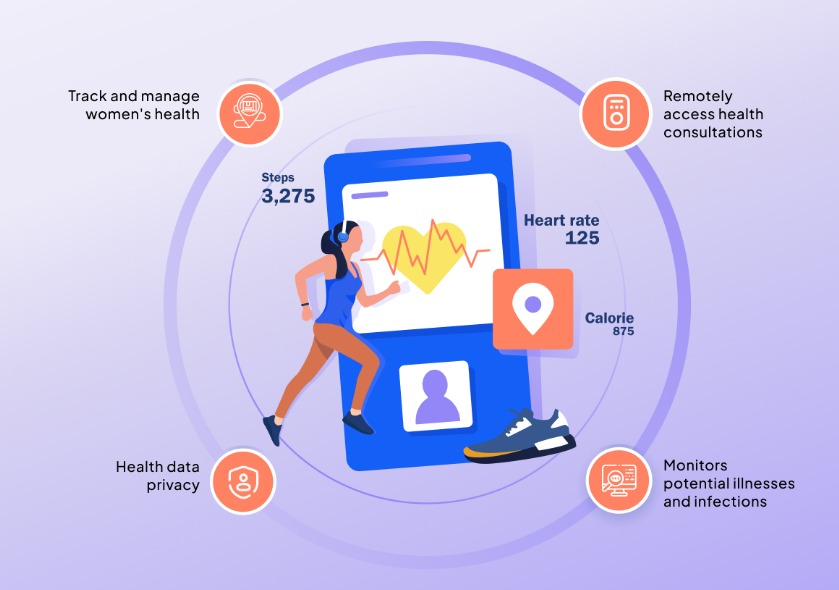 Track and manage
women's health
Remotely
access health
consultations
Steps
3,275
Heart rate
125
Calorie
875
Health data
privacy
Monitors
potential illnesses
and infections